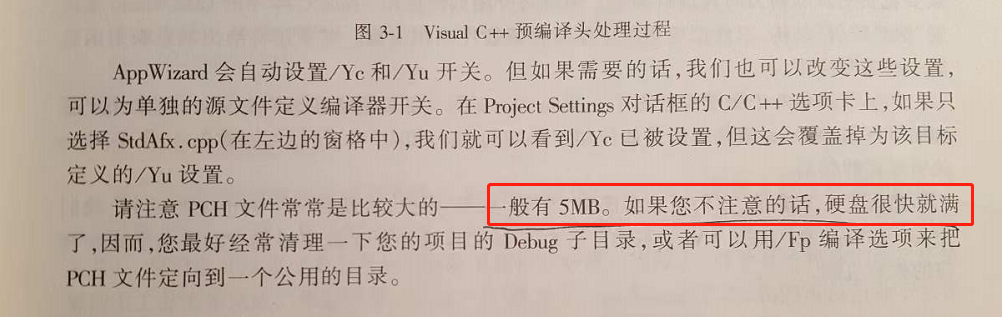 图 3-1 Visual C++ 预编译头处理过程
AppWizard 会自动设置/Yc 和/Yu 开关。但如果需要的话,我们也可以改变这些设置,
可以为单独的源文件定义编译器开关。在 Project Settings 对话框的 C/C++ 选项卡上,如果只
选择 StdAfx.cpp(在左边的窗格中),我们就可以看到/Yc 已被设置,但这会覆盖掉为该目标
定义的/Yu 设置。
请注意 PCH 文件常常是比较大的——一般有 5MB。如果您不注意的话,硬盘很快就满
了,因而,您最好经常清理一下您的项目的 Debug 子目录,或者可以用/Fp 编译选项来把
PCH 文件定向到一个公用的目录。